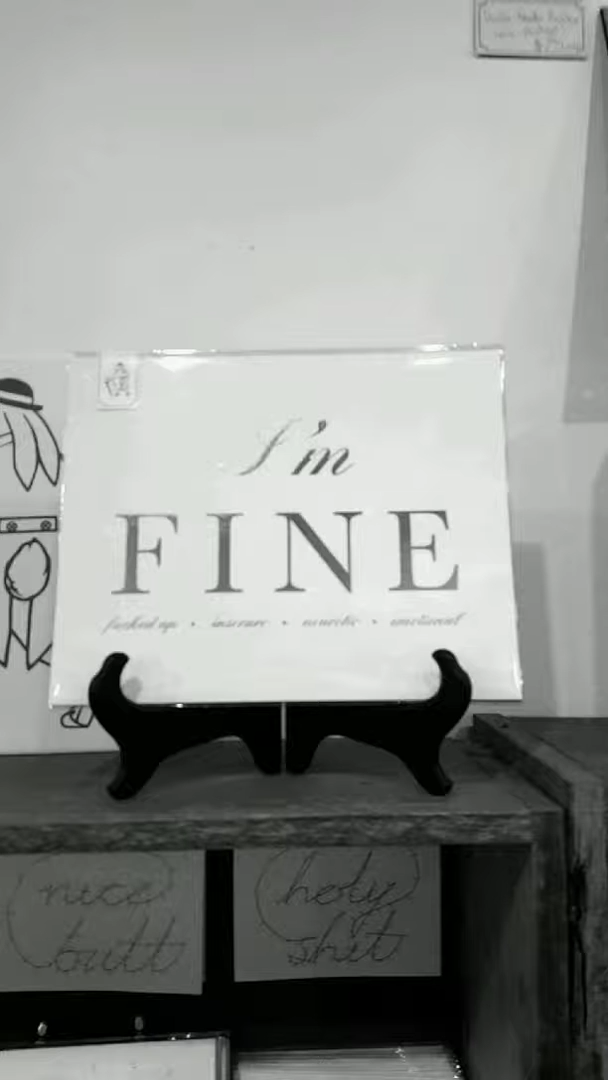 I'm
FINE
fucked up • insecure • neurotic • emotional
nice
butt
holy
shit